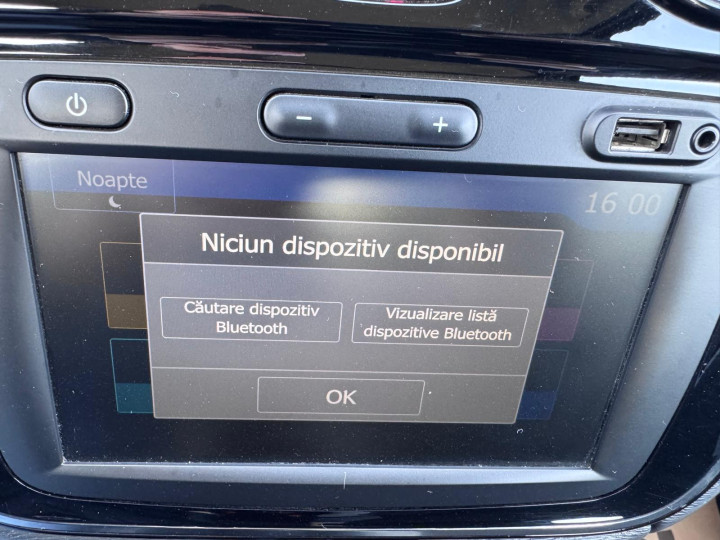 Noapte
16 00
Niciun dispozitiv disponibil
Căutare dispozitiv
Bluetooth
Vizualizare listă
dispozitive Bluetooth
OK